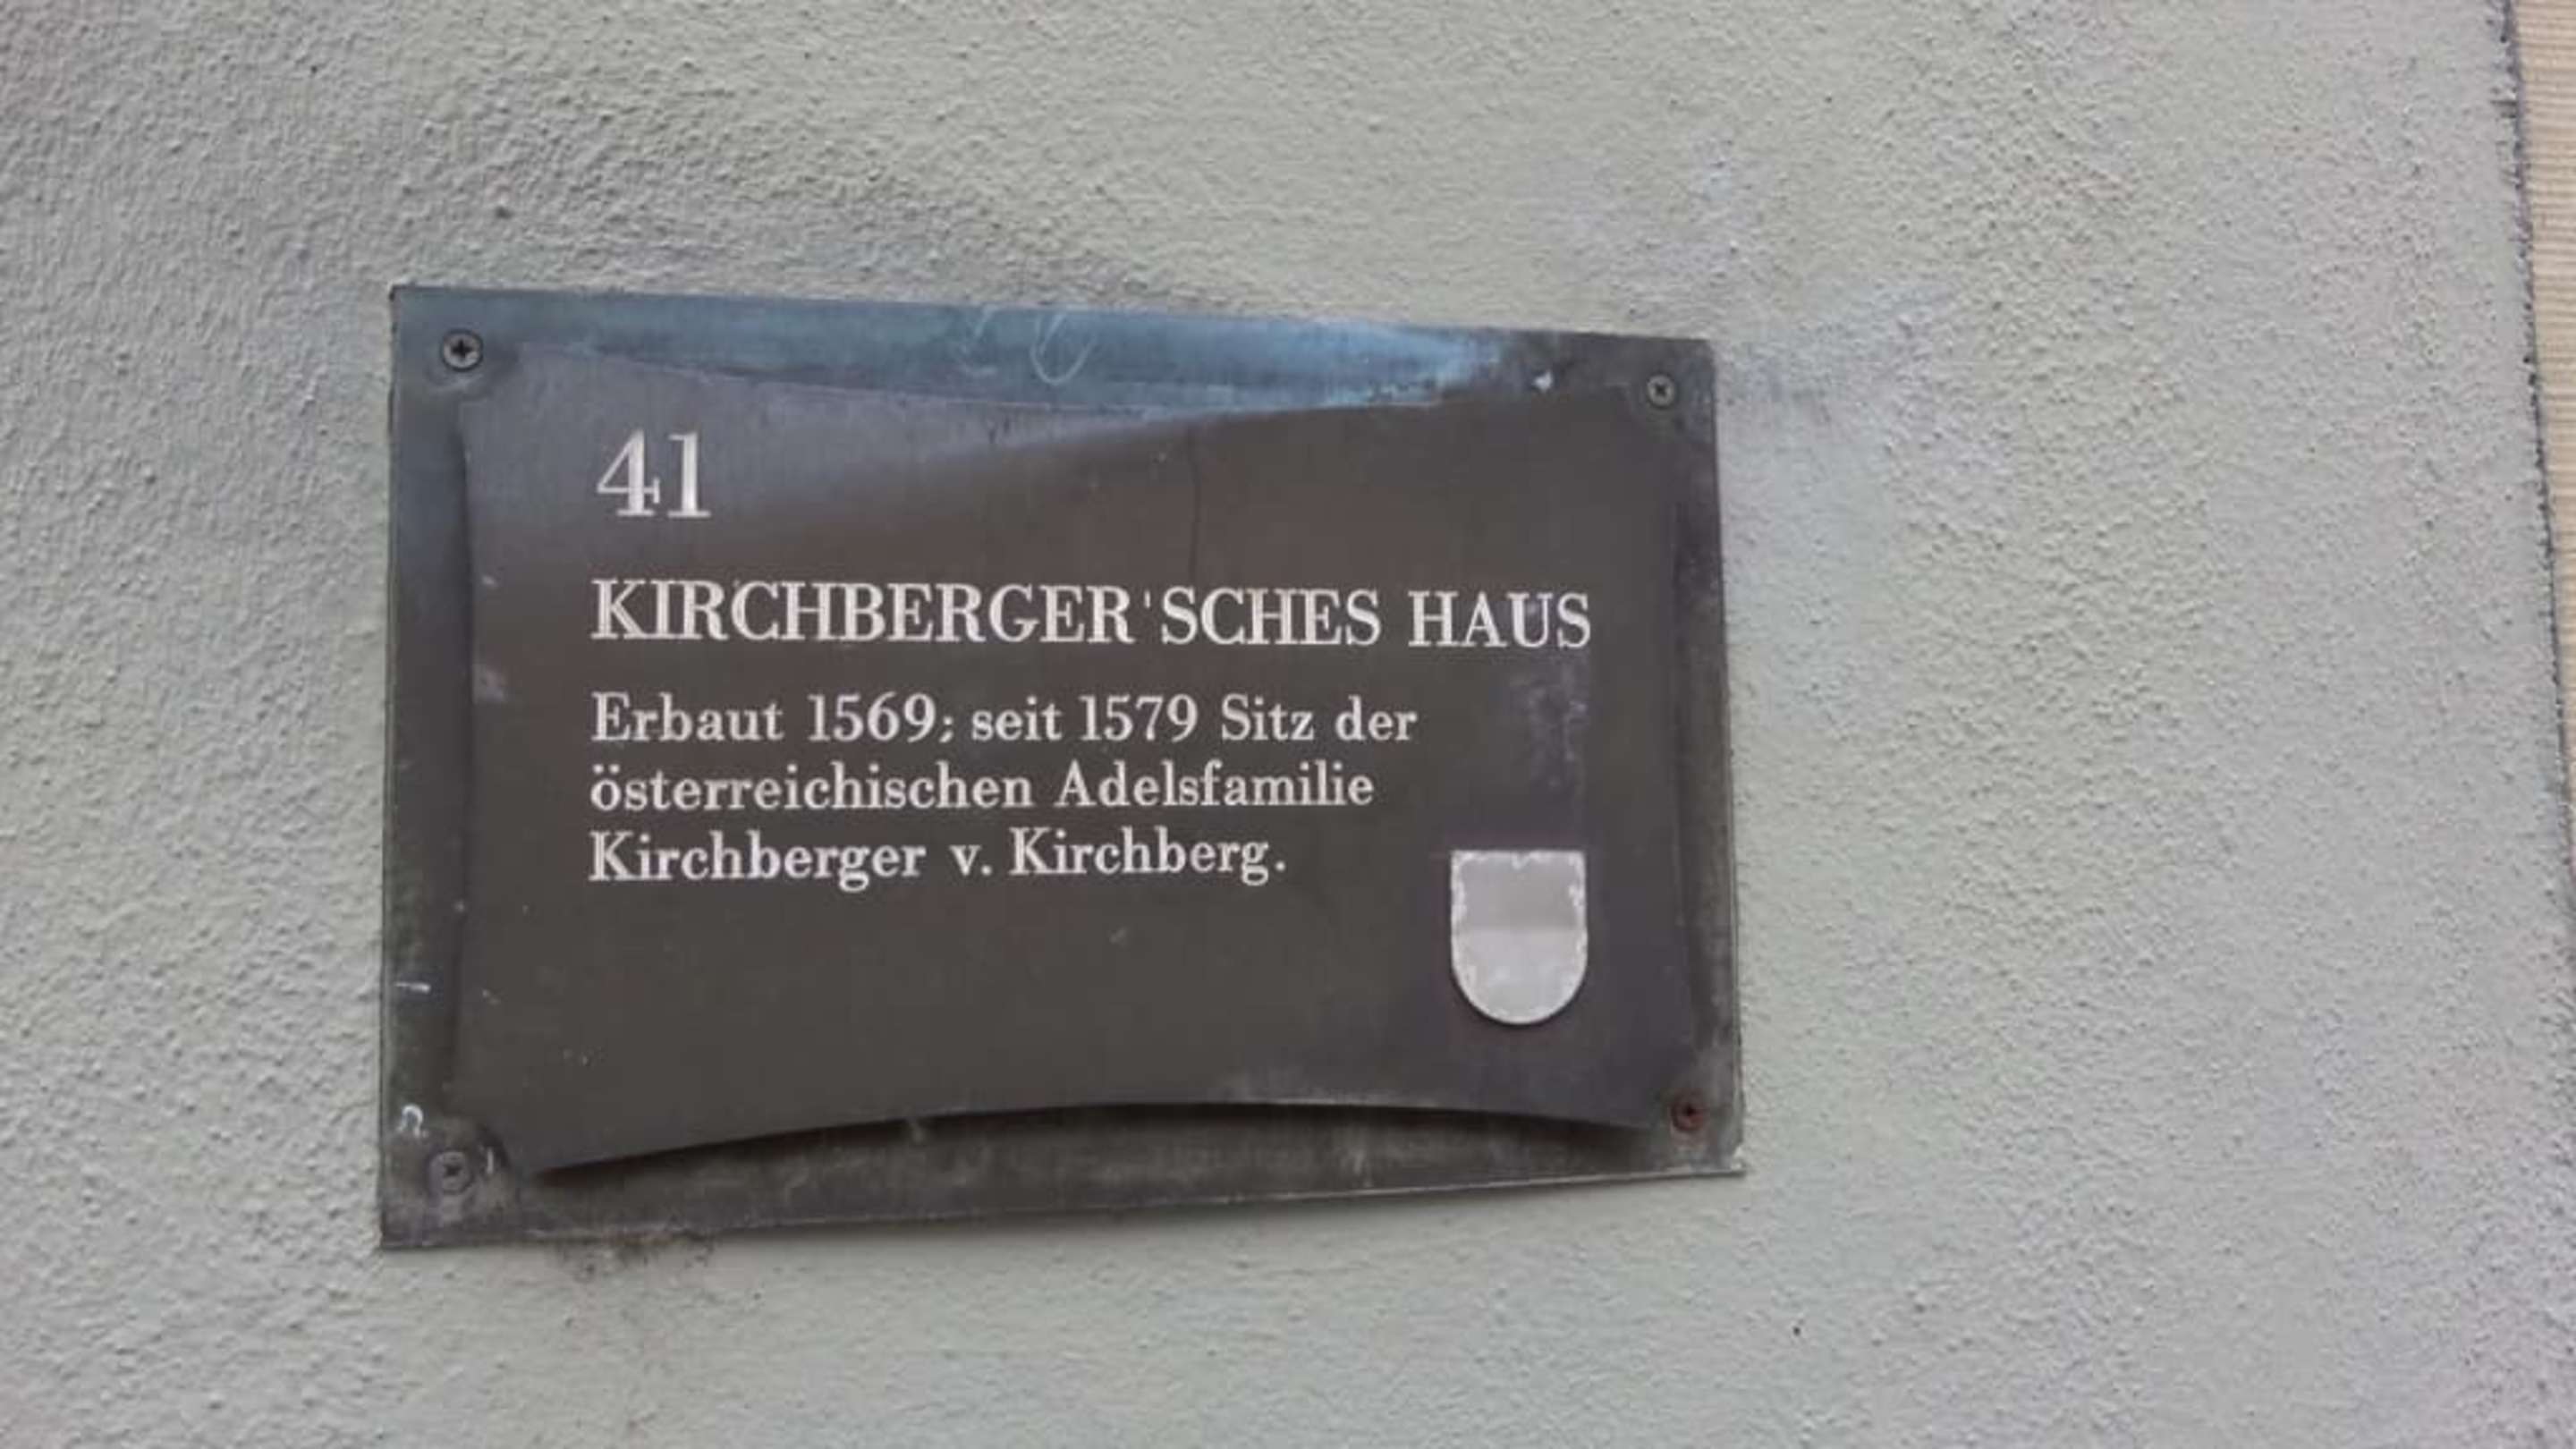 41
KIRCHBERGER'SCHES HAUS
Erbaut 1569; seit 1579 Sitz der
österreichischen Adelsfamilie
Kirchberger v. Kirchberg.